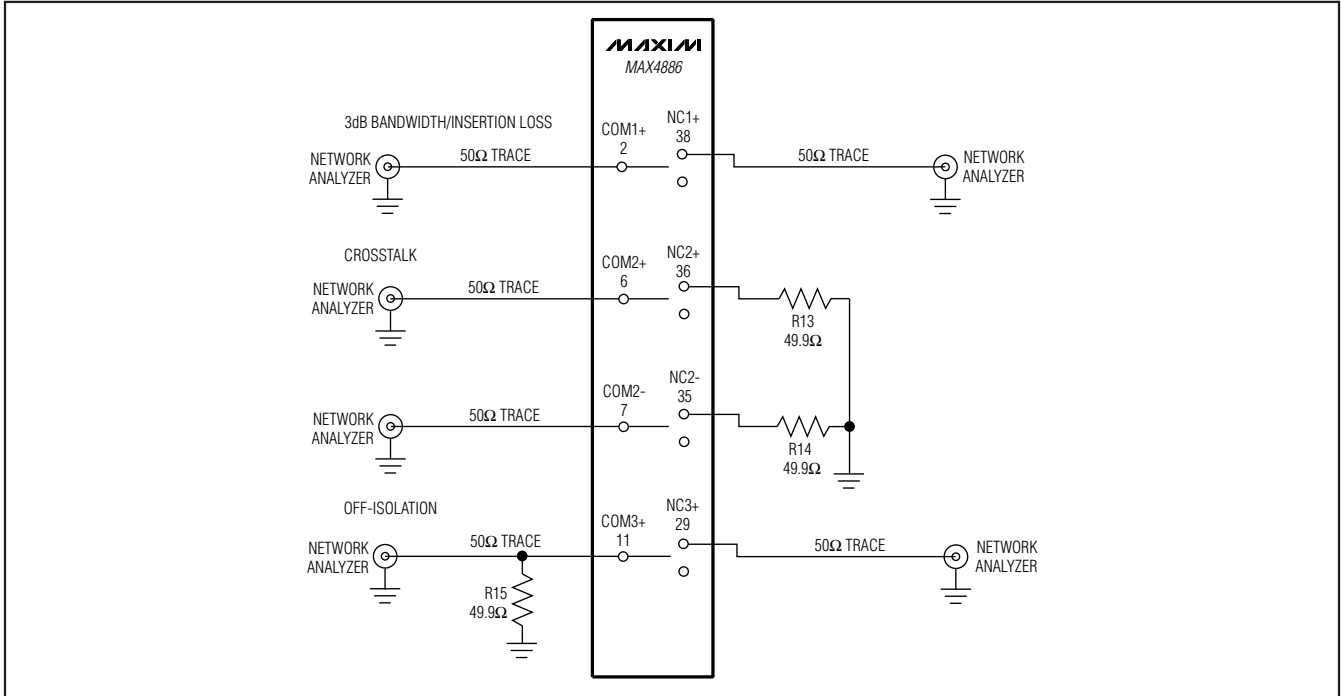 MAXIM
MAX4886
3dB BANDWIDTH/INSERTION LOSS
NETWORK
ANALYZER
50Ω TRACE
COM1+
2
NC1+
38
50Ω TRACE
NETWORK
ANALYZER
CROSSTALK
NETWORK
ANALYZER
50Ω TRACE
COM2+
6
NC2+
36
R13
49.9Ω
NETWORK
ANALYZER
50Ω TRACE
COM2-
7
NC2-
35
R14
49.9Ω
OFF-ISOLATION
NETWORK
ANALYZER
50Ω TRACE
R15
49.9Ω
COM3+
11
NC3+
29
50Ω TRACE
NETWORK
ANALYZER